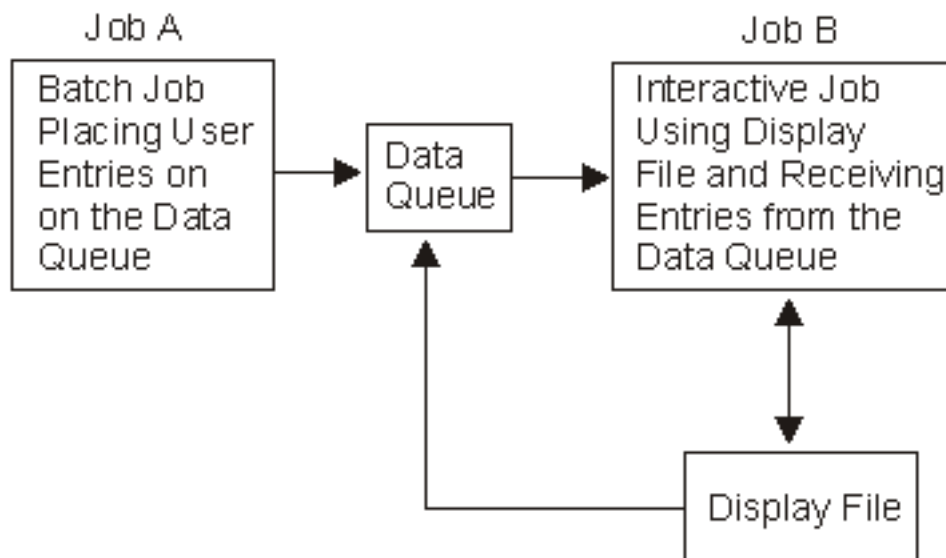 Job A
Batch Job
Placing User
Entries on
on the Data
Queue
Data
Queue
Job B
Interactive Job
Using Display
File and Receiving
Entries from the
Data Queue
Display File